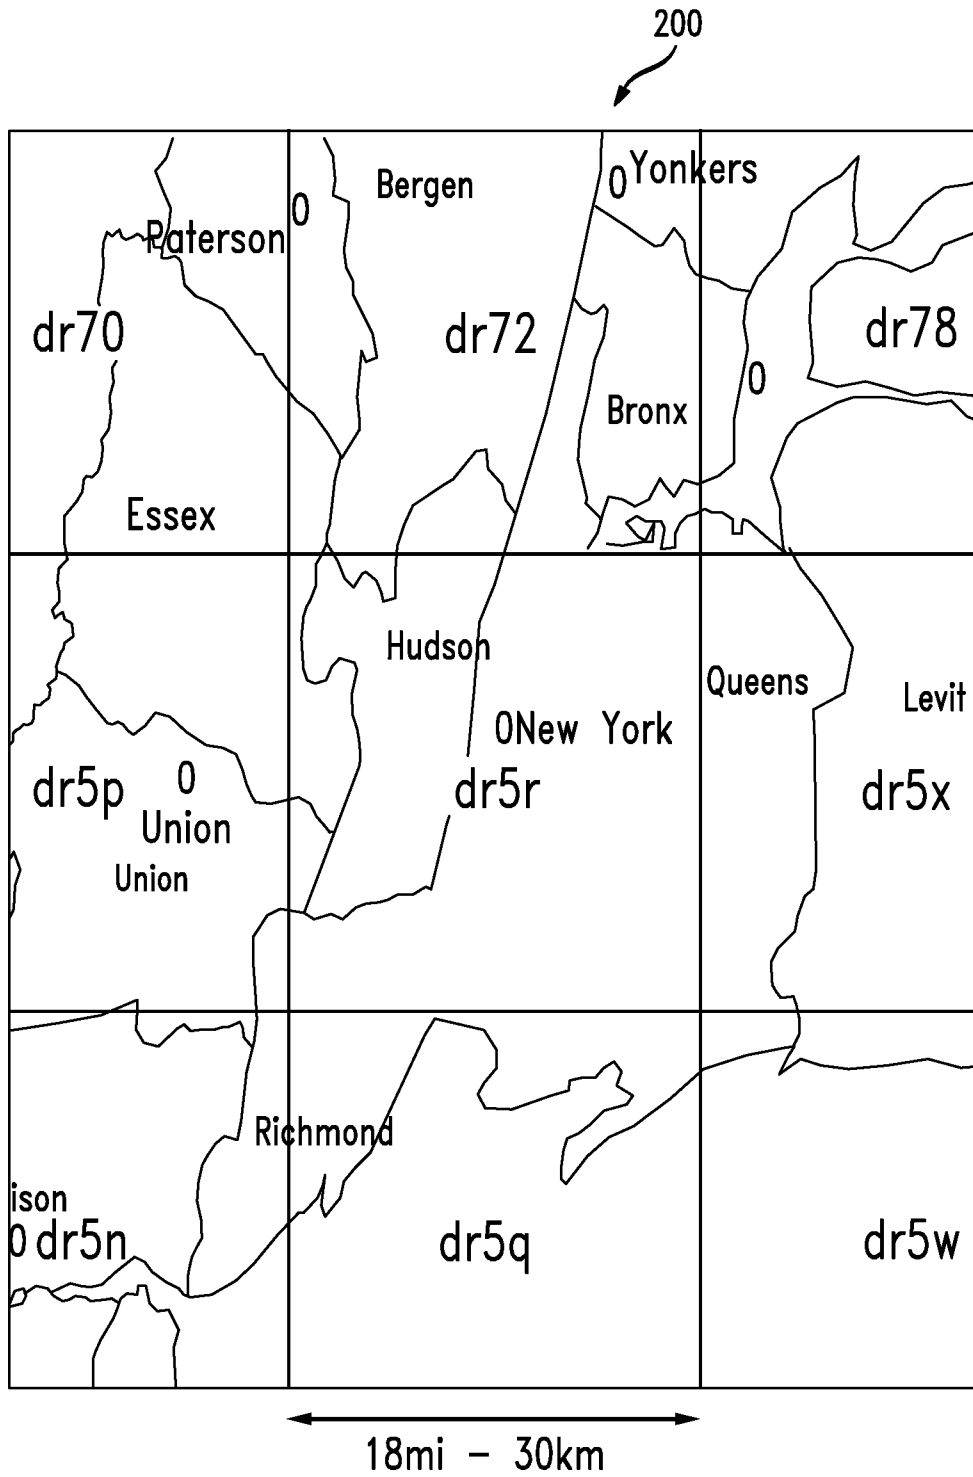 200
Bergen
0
Yonkers
0
Paterson
dr70
dr72
dr78
0
Bronx
Essex
Hudson
Queens
Levit
0New York
dr5p
0
dr5r
dr5x
Union
Union
Richmond
ison
0 dr5n
dr5q
dr5w
18mi – 30km